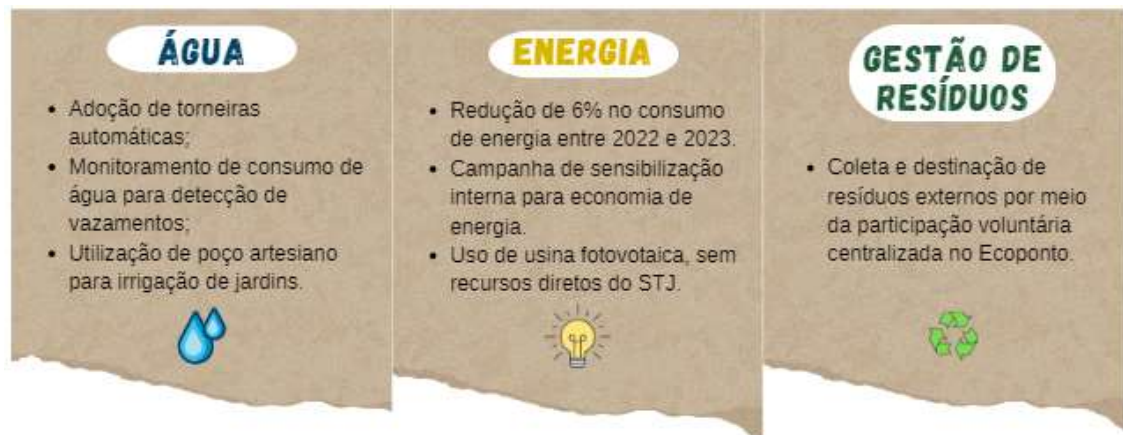 ÁGUA
• Adoção de torneiras
automáticas;
• Monitoramento de consumo de
água para detecção de
vazamentos;
• Utilização de poço artesiano
para irrigação de jardins.
ENERGIA
• Redução de 6% no consumo
de energia entre 2022 e 2023.
• Campanha de sensibilização
interna para economia de
energia.
• Uso de usina fotovotaica, sem
recursos diretos do STJ.
GESTÃO DE
RESÍDUOS
• Coleta e destinação de
resíduos externos por meio
da participação voluntária
centralizada no Ecoponto.